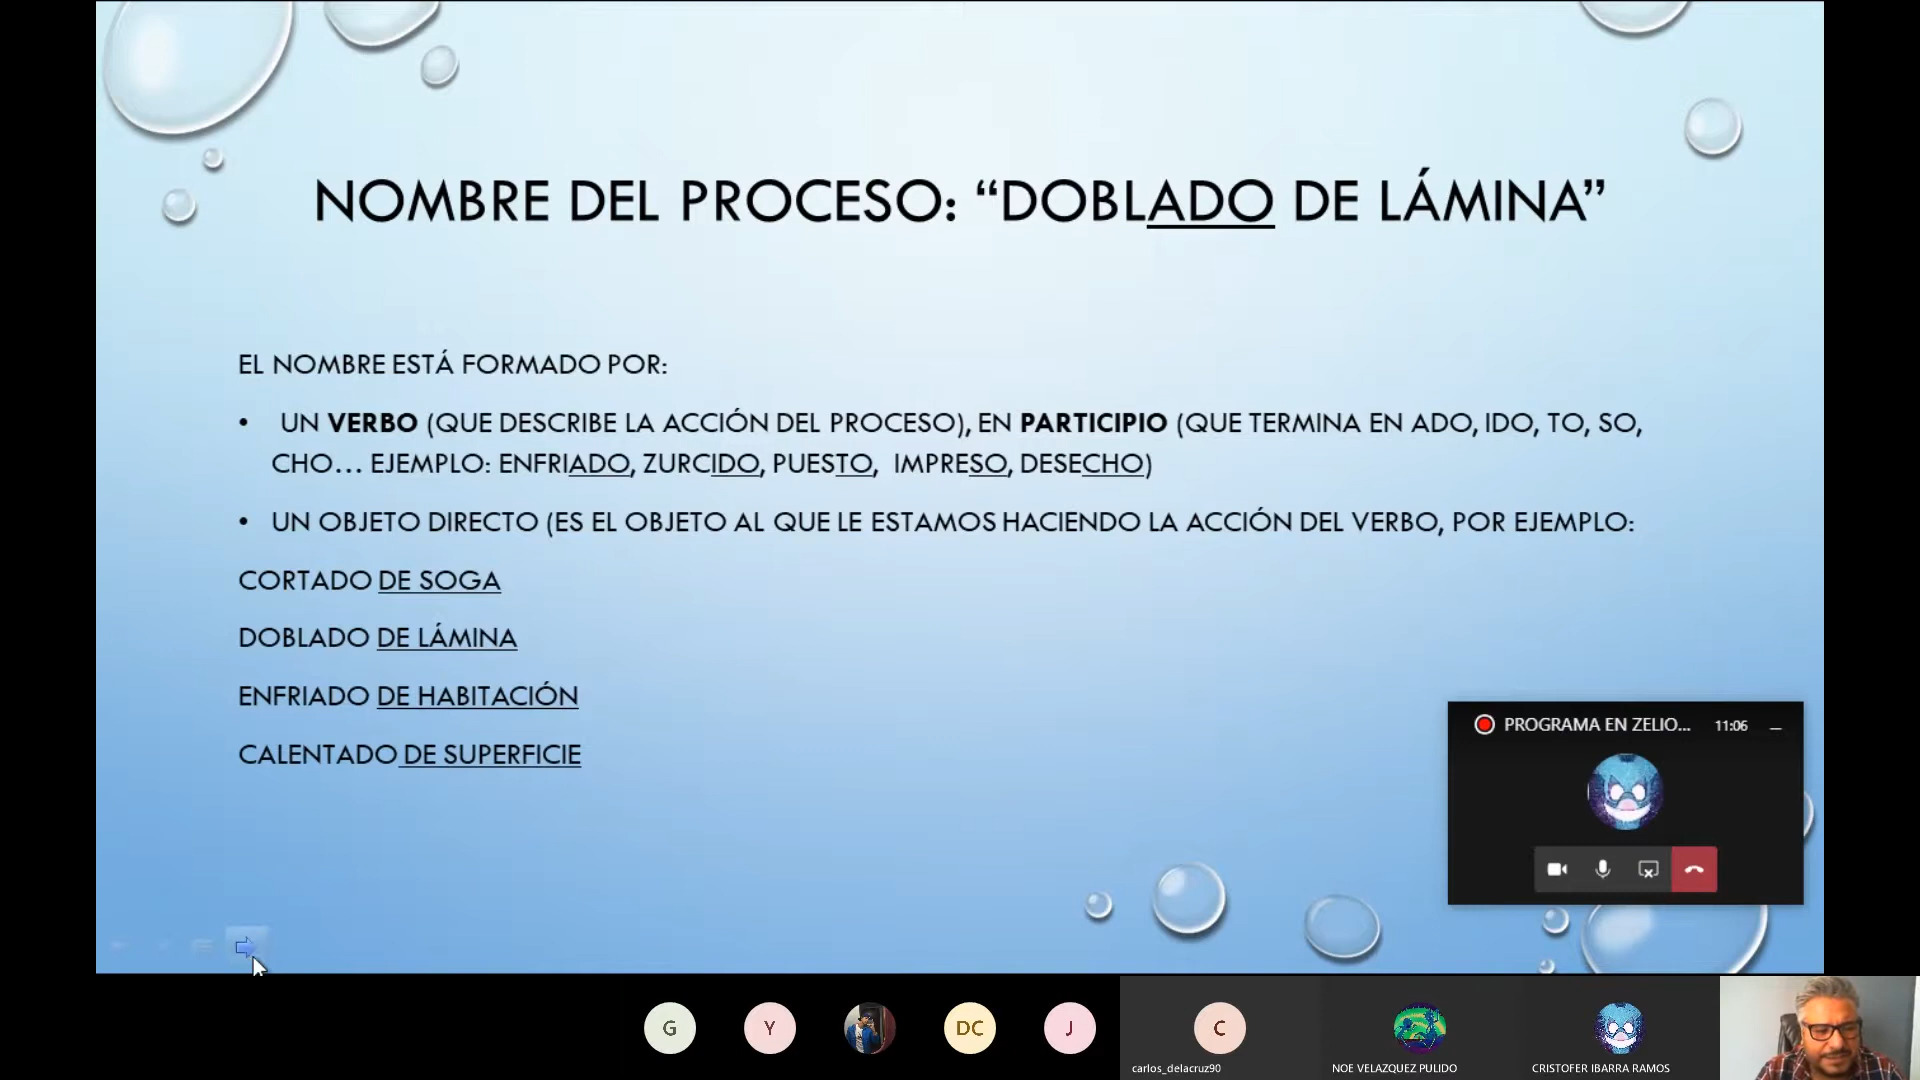 NOMBRE DEL PROCESO: “DOBLADO DE LÁMINA”
EL NOMBRE ESTÁ FORMADO POR:
• UN VERBO (QUE DESCRIBE LA ACCIÓN DEL PROCESO), EN PARTICIPIO (QUE TERMINA EN ADO, IDO, TO, SO,
CHO… EJEMPLO: ENFRIADO, ZURCIDO, PUESTO, IMPRESO, DESECHO)
• UN OBJETO DIRECTO (ES EL OBJETO AL QUE LE ESTAMOS HACIENDO LA ACCIÓN DEL VERBO, POR EJEMPLO:
CORTADO DE SOGA
DOBLADO DE LÁMINA
ENFRIADO DE HABITACIÓN
CALENTADO DE SUPERFICIE
PROGRAMA EN ZELIO... 11:06
G Y DC J C
carlos_delacruz90 NOE VELAZQUEZ PULIDO CRISTOFER IBARRA RAMOS